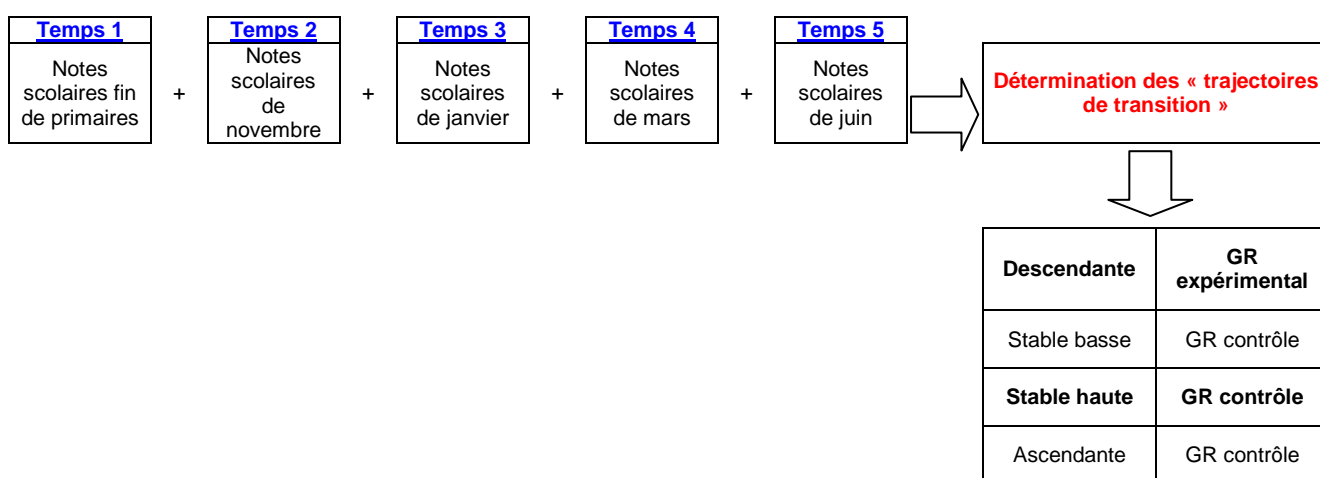 Temps 1
Notes
scolaires fin
de primaires
+
Temps 2
Notes
scolaires
de
novembre
+
Temps 3
Notes
scolaires
de janvier
+
Temps 4
Notes
scolaires
de mars
+
Temps 5
Notes
scolaires
de juin
Détermination des « trajectoires
de transition »
Descendante
GR
expérimental
Stable basse
GR contrôle
Stable haute
GR contrôle
Ascendante
GR contrôle